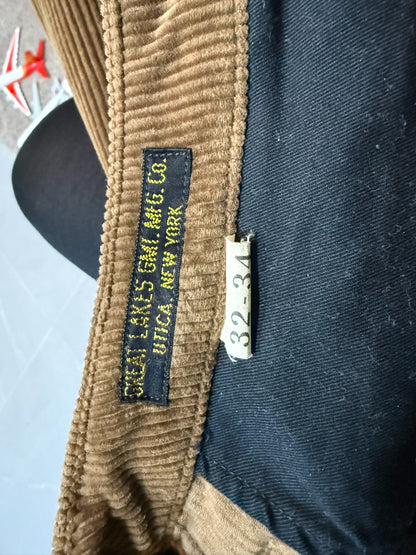 GREAT LAKES GMT. MFG. CO.
UTICA, NEW YORK
32-34